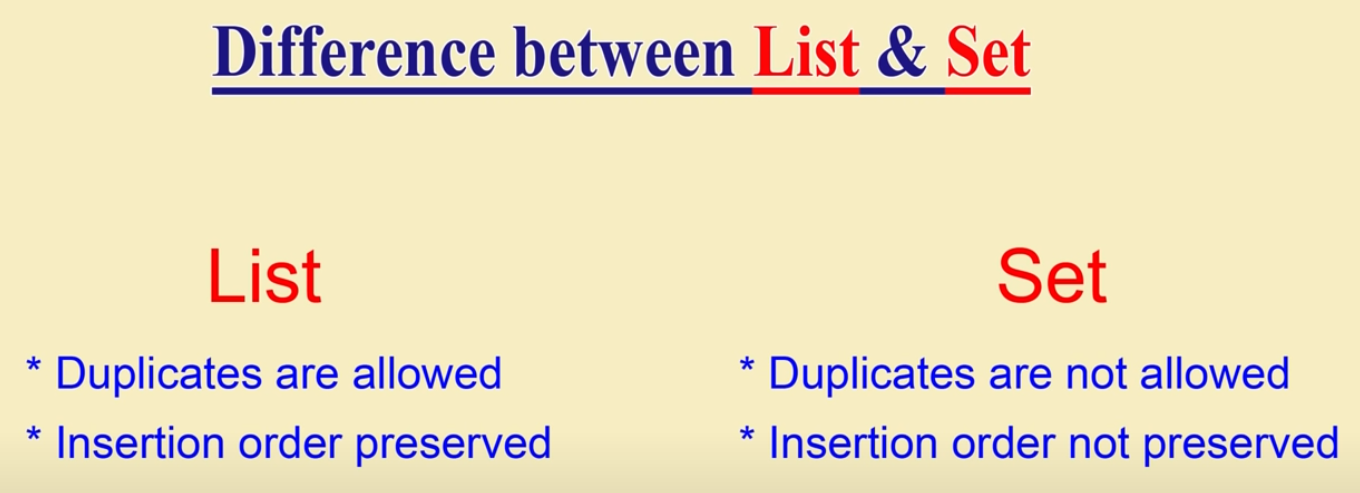 Difference between List & Set
List
* Duplicates are allowed
* Insertion order preserved
Set
* Duplicates are not allowed
* Insertion order not preserved